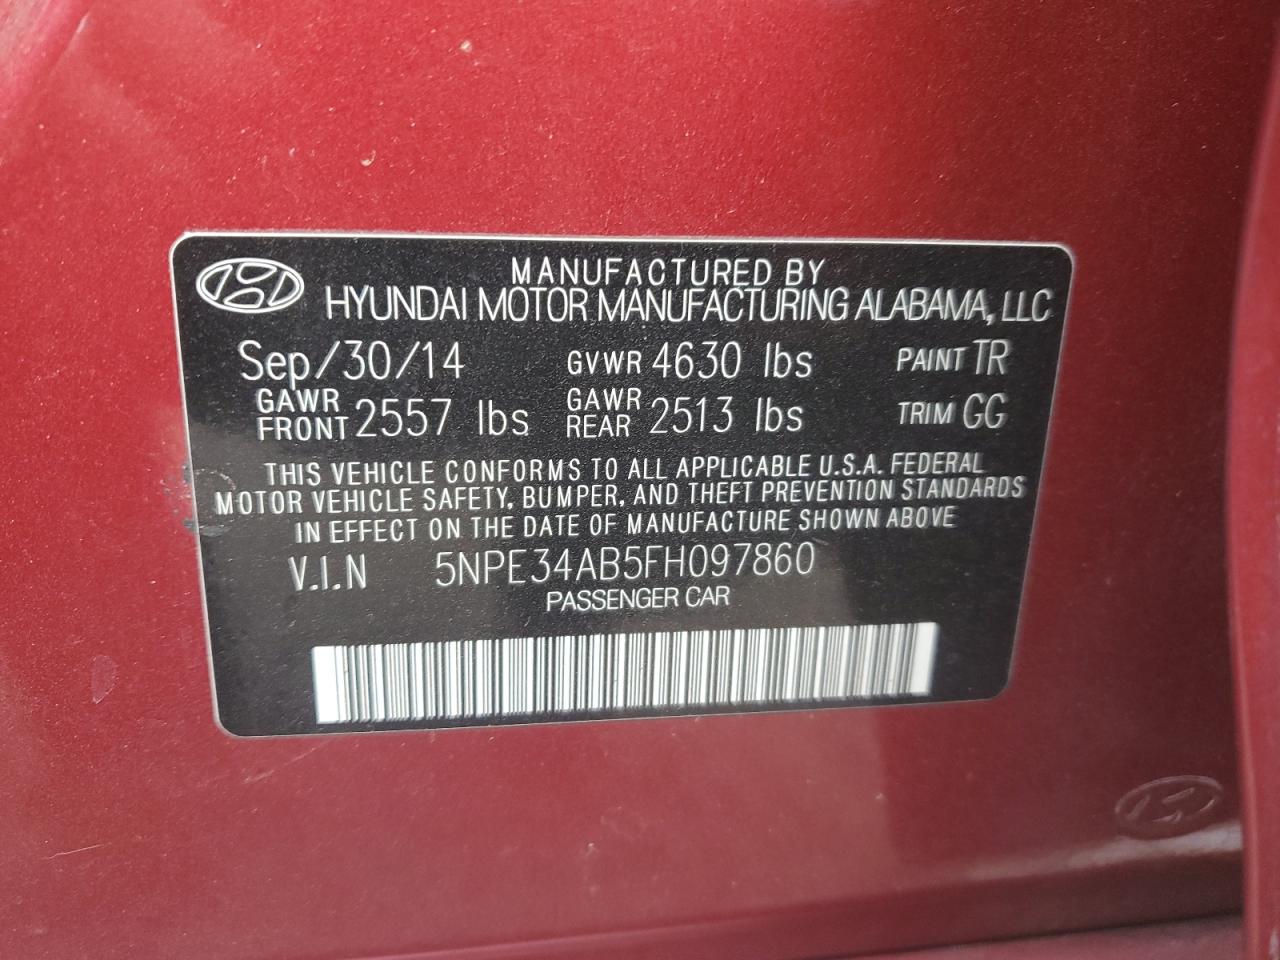 MANUFACTURED BY
HYUNDAI MOTOR MANUFACTURING ALABAMA, LLC
Sep/30/14 GVWR 4630 lbs PAINT TR
GAWR FRONT 2557 lbs GAWR REAR 2513 lbs TRIM GG
THIS VEHICLE CONFORMS TO ALL APPLICABLE U.S.A. FEDERAL
MOTOR VEHICLE SAFETY, BUMPER, AND THEFT PREVENTION STANDARDS
IN EFFECT ON THE DATE OF MANUFACTURE SHOWN ABOVE
V.I.N 5NPE34AB5FH097860
PASSENGER CAR